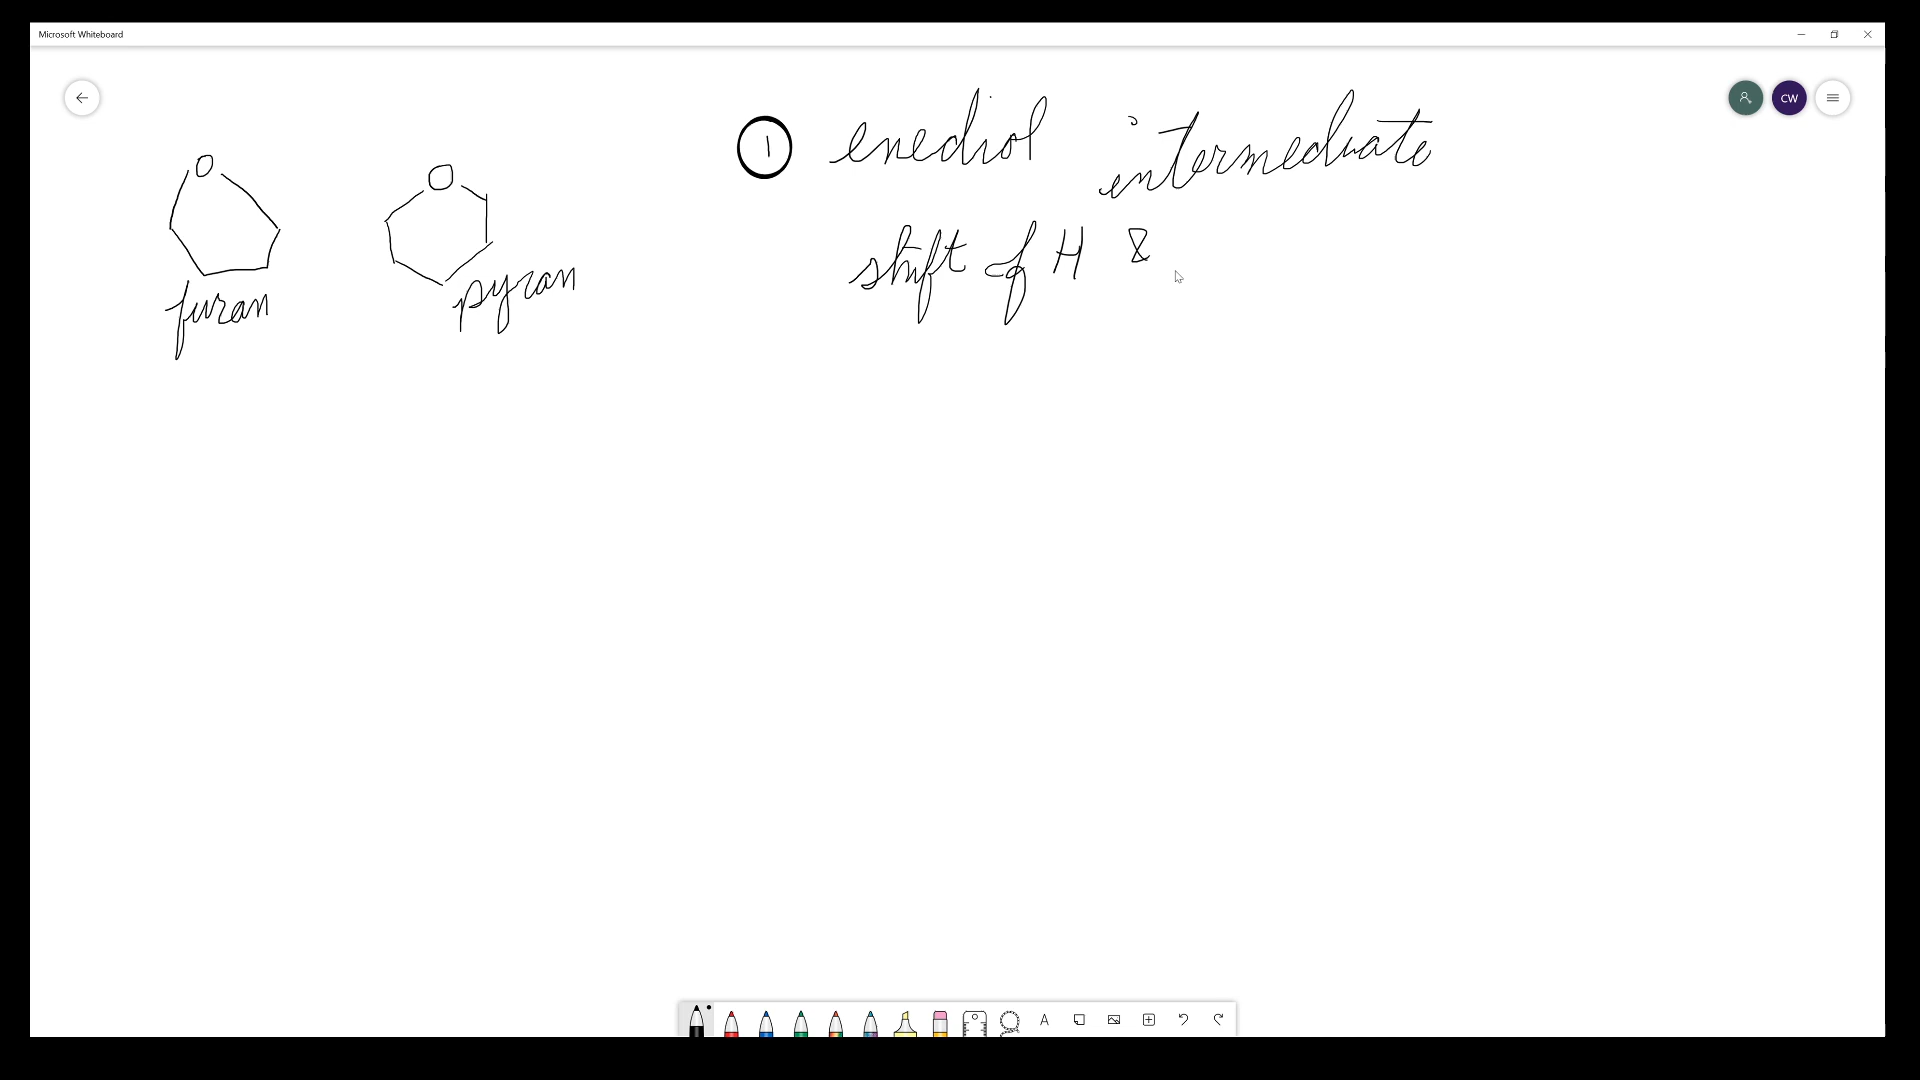 Microsoft Whiteboard
CW
O
furan
O
pyran
1 enediol intermediate
shift of H &
A